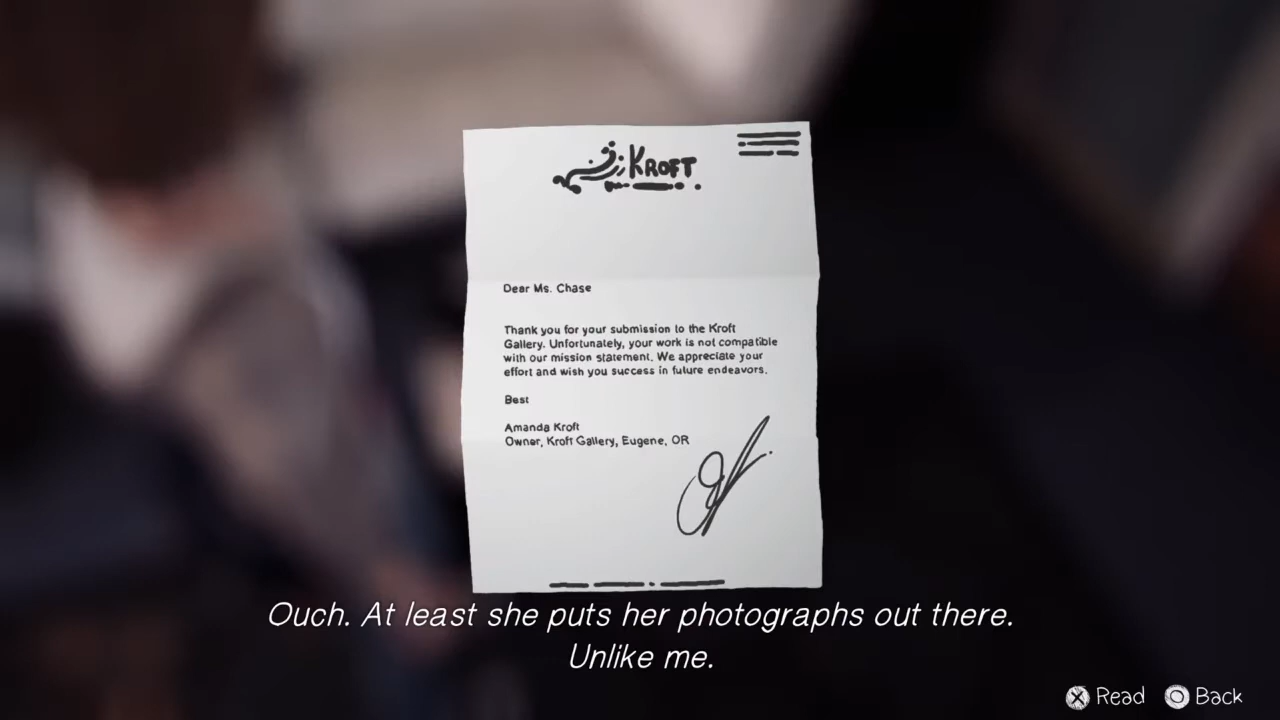 KROFT
Dear Ms. Chase
Thank you for your submission to the Kroft
Gallery. Unfortunately, your work is not compatible
with our mission statement. We appreciate your
effort and wish you success in future endeavors.
Best
Amanda Kroft
Owner, Kroft Gallery, Eugene, OR
Ouch. At least she puts her photographs out there.
Unlike me.
Read Back